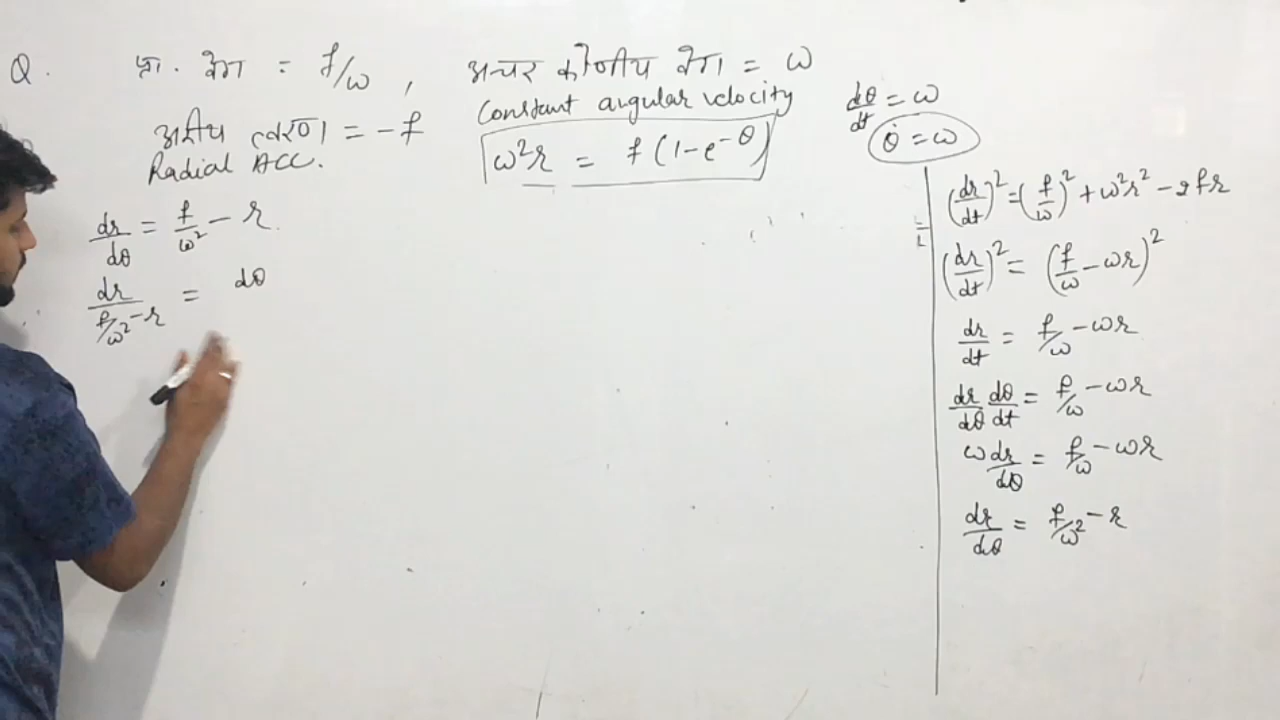 Q. प्रा. वेग = f/ω , अचर कोणीय वेग = ω
Constant angular velocity
अरीय त्वरण = -f
Radial Acc.
ω²r = f(1-e^{-θ})
dθ/dt = ω
θ̇ = ω
dr/dθ = f/ω² - r
dr/(f/ω² - r) = dθ
(dr/dt)² = (f/ω)² + ω²r² - 2fr
(dr/dt)² = (f/ω - ωr)²
dr/dt = f/ω - ωr
dr/dθ dθ/dt = f/ω - ωr
ω dr/dθ = f/ω - ωr
dr/dθ = f/ω² - r